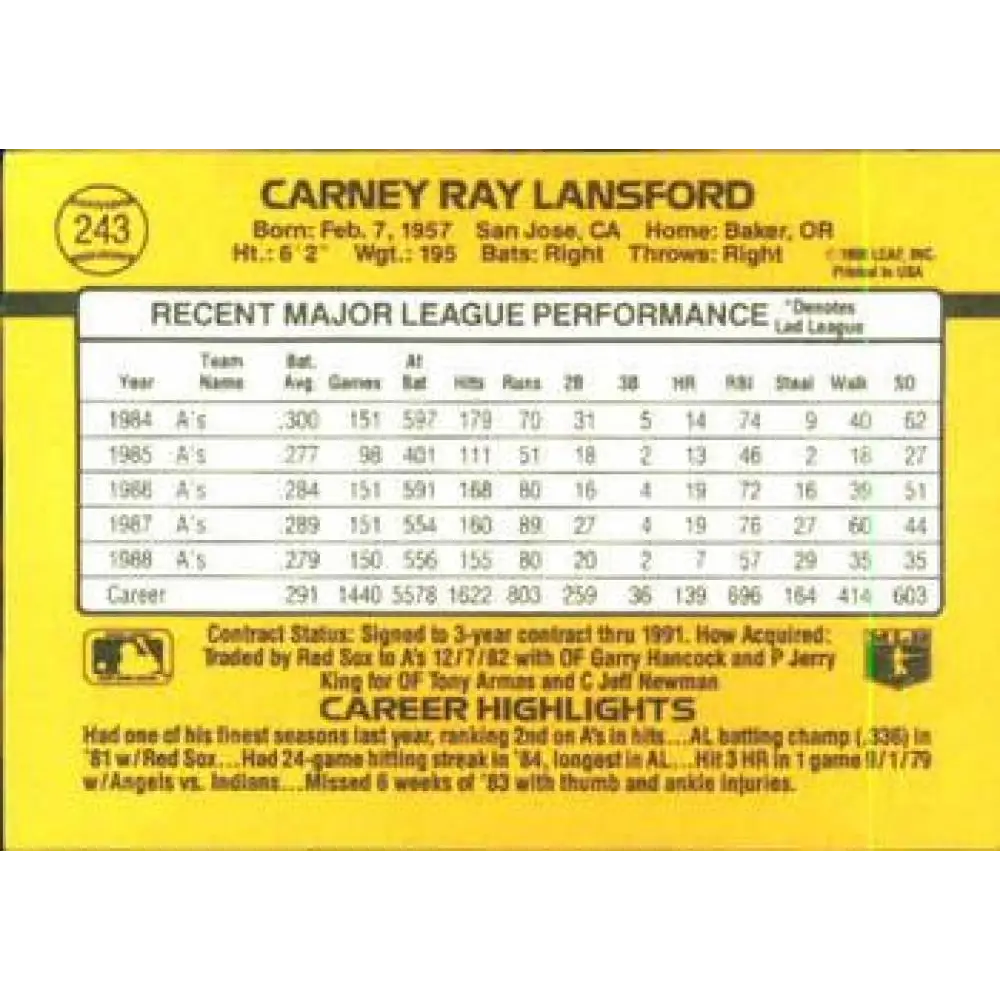 243
CARNEY RAY LANSFORD
Born: Feb. 7, 1957 San Jose, CA Home: Baker, OR
Ht.: 6'2" Wgt.: 195 Bats: Right Throws: Right
LEAF, INC.
Printed in USA
RECENT MAJOR LEAGUE PERFORMANCE *Denotes Led League
Year Team Name Bat. Avg. Games At Bat Hits Runs 2B 3B HR RBI Steal Walk SO
1984 A's .300 151 597 179 70 31 5 14 74 9 40 62
1985 A's .277 98 401 111 51 18 2 13 46 2 18 27
1986 A's .284 151 591 168 80 16 4 19 72 16 39 51
1987 A's .289 151 554 160 89 27 4 19 76 27 60 44
1988 A's .279 150 556 155 80 20 2 7 57 29 35 35
Career .291 1440 5578 1622 803 259 36 139 696 164 414 603
Contract Status: Signed to 3-year contract thru 1991. How Acquired:
Traded by Red Sox to A's 12/7/82 with OF Garry Hancock and P Jerry
King for OF Tony Armas and C Jeff Newman
CAREER HIGHLIGHTS
Had one of his finest seasons last year, ranking 2nd on A's in hits...AL batting champ (.336) in
'81 w/Red Sox...Had 24-game hitting streak in '84, longest in AL...Hit 3 HR in 1 game 9/1/79
w/Angels vs. Indians...Missed 6 weeks of '83 with thumb and ankle injuries.